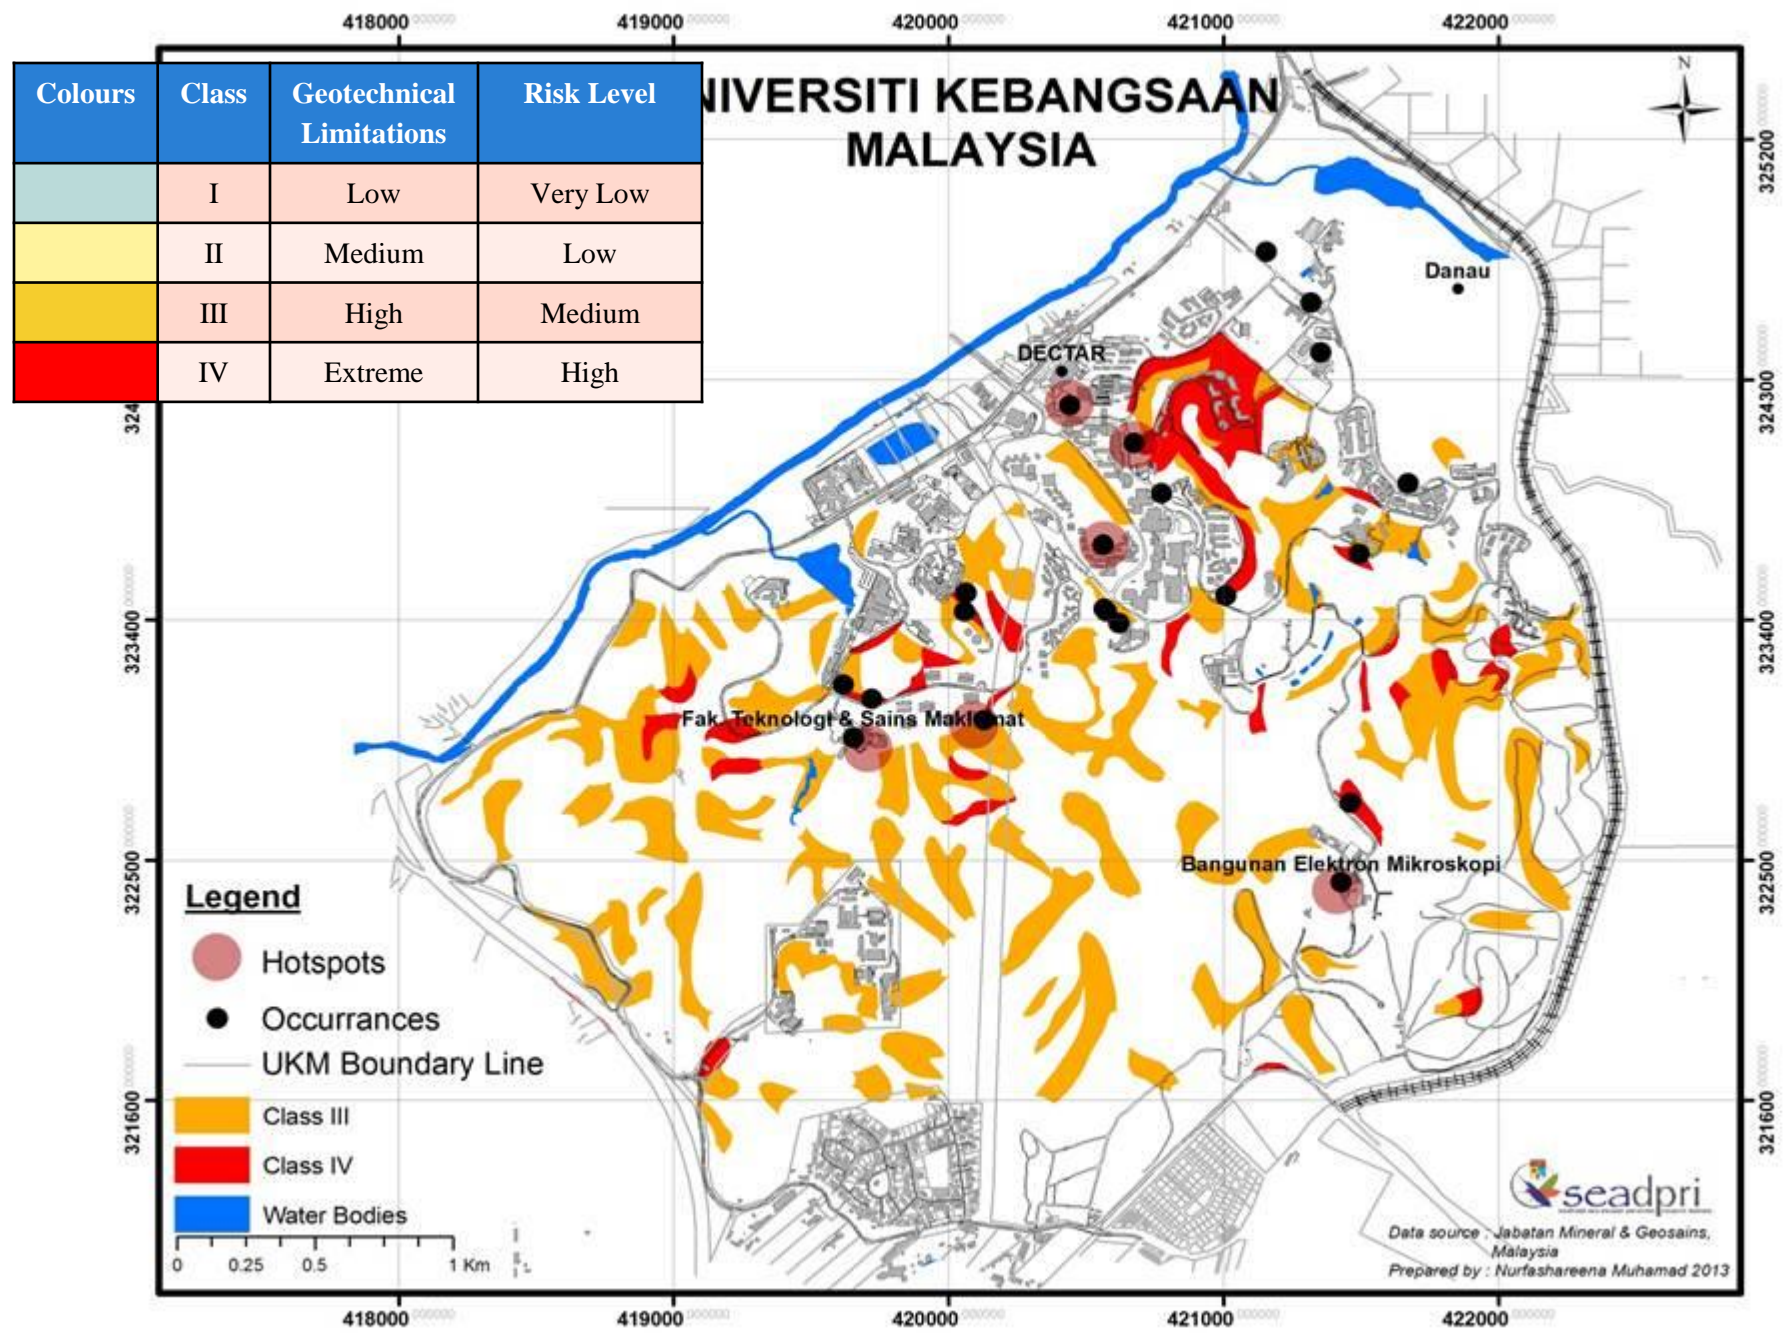 418000
419000
420000
421000
422000
Colours Class Geotechnical Limitations Risk Level
I Low Very Low
II Medium Low
III High Medium
IV Extreme High
NIVERSITI KEBANGSAAN
MALAYSIA
N
325200
324300
323400
322500
321600
324
323400
322500
321600
Danau
DECTAR
Fak. Teknologi & Sains Maklumat
Bangunan Elektron Mikroskopi
Legend
Hotspots
Occurrances
UKM Boundary Line
Class III
Class IV
Water Bodies
0 0.25 0.5 1 Km
seadpri
Data source : Jabatan Mineral & Geosains,
Malaysia
Prepared by : Nurfashareena Muhamad 2013
418000
419000
420000
421000
422000